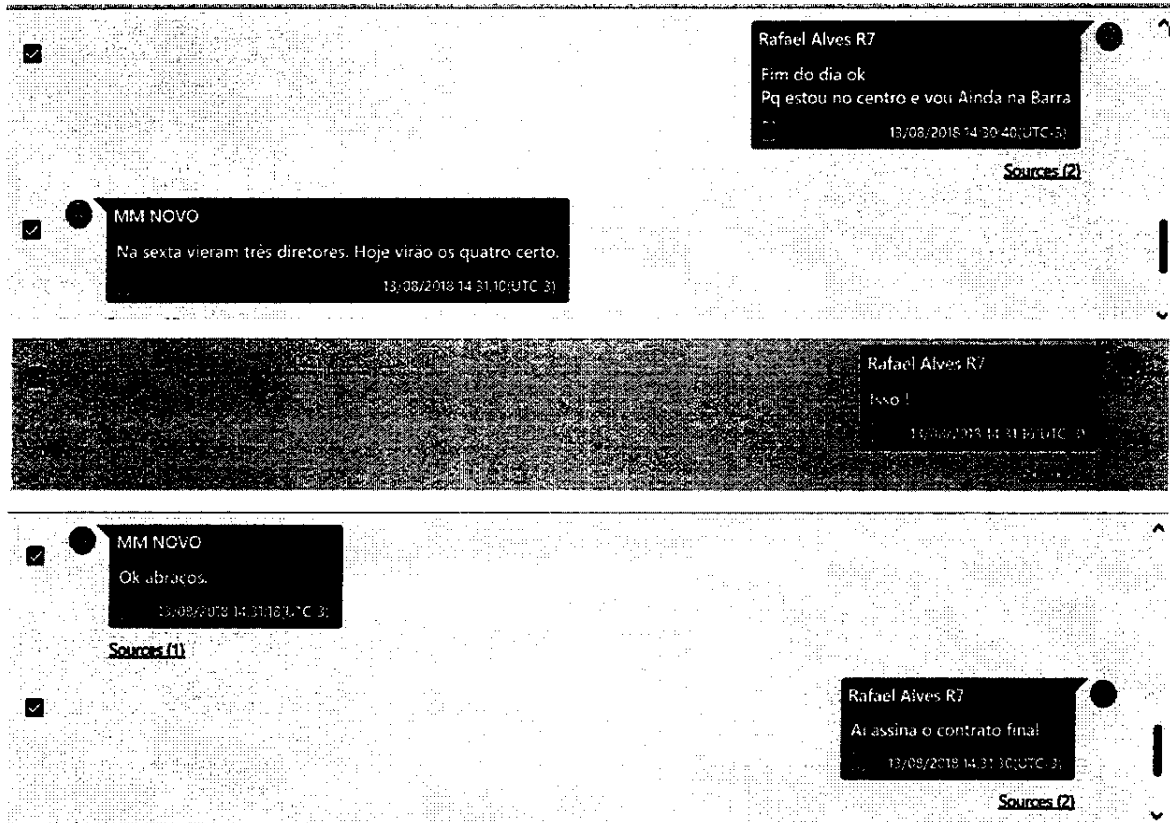 Rafael Alves R7
Fim do dia ok
Pq estou no centro e vou Ainda na Barra
13/08/2018 14:30:40(UTC-3)
Sources (2)
MM NOVO
Na sexta vieram três diretores. Hoje virão os quatro certo.
13/08/2018 14:31:10(UTC-3)
Rafael Alves R7
Isso !
MM NOVO
Ok abraços.
13/08/2018 14:31:18(UTC-3)
Sources (1)
Rafael Alves R7
Ai assina o contrato final
13/08/2018 14:31:30(UTC-3)
Sources (2)